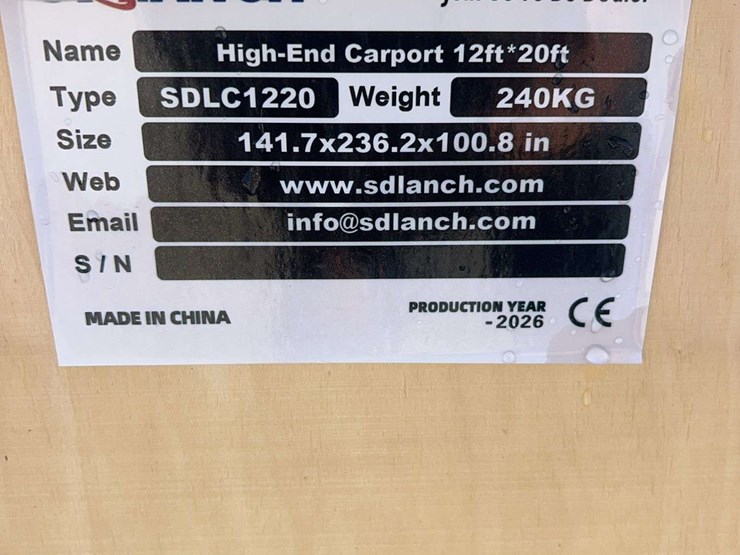 Name High-End Carport 12ft*20ft
Type SDLC1220 Weight 240KG
Size 141.7x236.2x100.8 in
Web www.sdlanch.com
Email info@sdlanch.com
S / N
MADE IN CHINA
PRODUCTION YEAR
-2026 CE